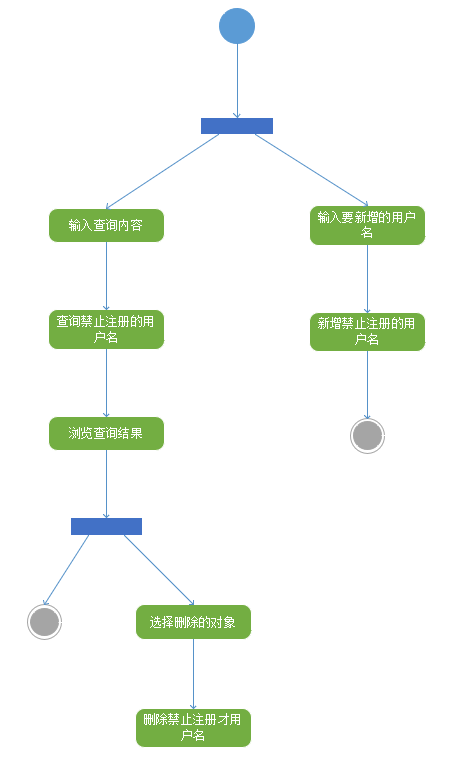 输入查询内容
输入要新增的用户
名
查询禁止注册的用
户名
新增禁止注册的用
户名
浏览查询结果
选择删除的对象
删除禁止注册才用
户名